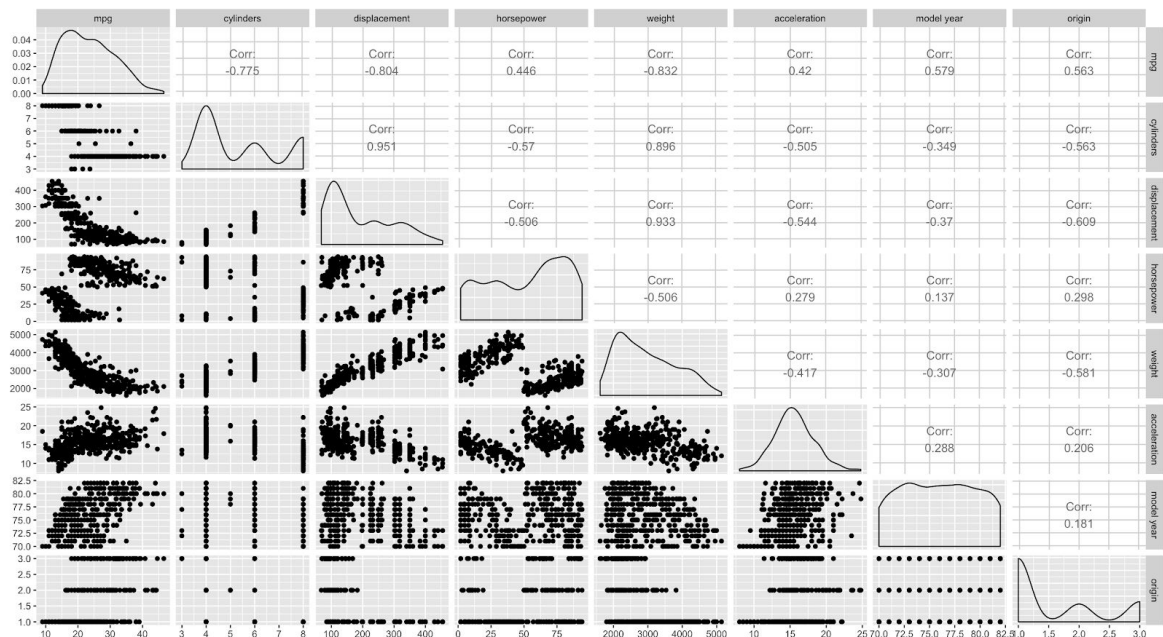 mpg cylinders displacement horsepower weight acceleration model year origin
0.04
0.03
0.02
0.01
0.00
Corr:
-0.775
Corr:
-0.804
Corr:
0.446
Corr:
-0.832
Corr:
0.42
Corr:
0.579
Corr:
0.563
mpg
8
7
6
5
4
3
Corr:
0.951
Corr:
-0.57
Corr:
0.896
Corr:
-0.505
Corr:
-0.349
Corr:
-0.563
cylinders
400
300
200
100
Corr:
-0.506
Corr:
0.933
Corr:
-0.544
Corr:
-0.37
Corr:
-0.609
displacement
75
50
25
0
Corr:
-0.506
Corr:
0.279
Corr:
0.137
Corr:
0.298
horsepower
5000
4000
3000
2000
Corr:
-0.417
Corr:
-0.307
Corr:
-0.581
weight
25
20
15
10
Corr:
0.288
Corr:
0.206
acceleration
82.5
80.0
77.5
75.0
72.5
70.0
Corr:
0.181
model year
3.0
2.5
2.0
1.5
1.0
origin
10 20 30 40 3 4 5 6 7 8 100 200 300 400 0 25 50 75 2000 3000 4000 5000 10 15 20 25 70.0 72.5 75.0 77.5 80.0 82.5 1.0 1.5 2.0 2.5 3.0